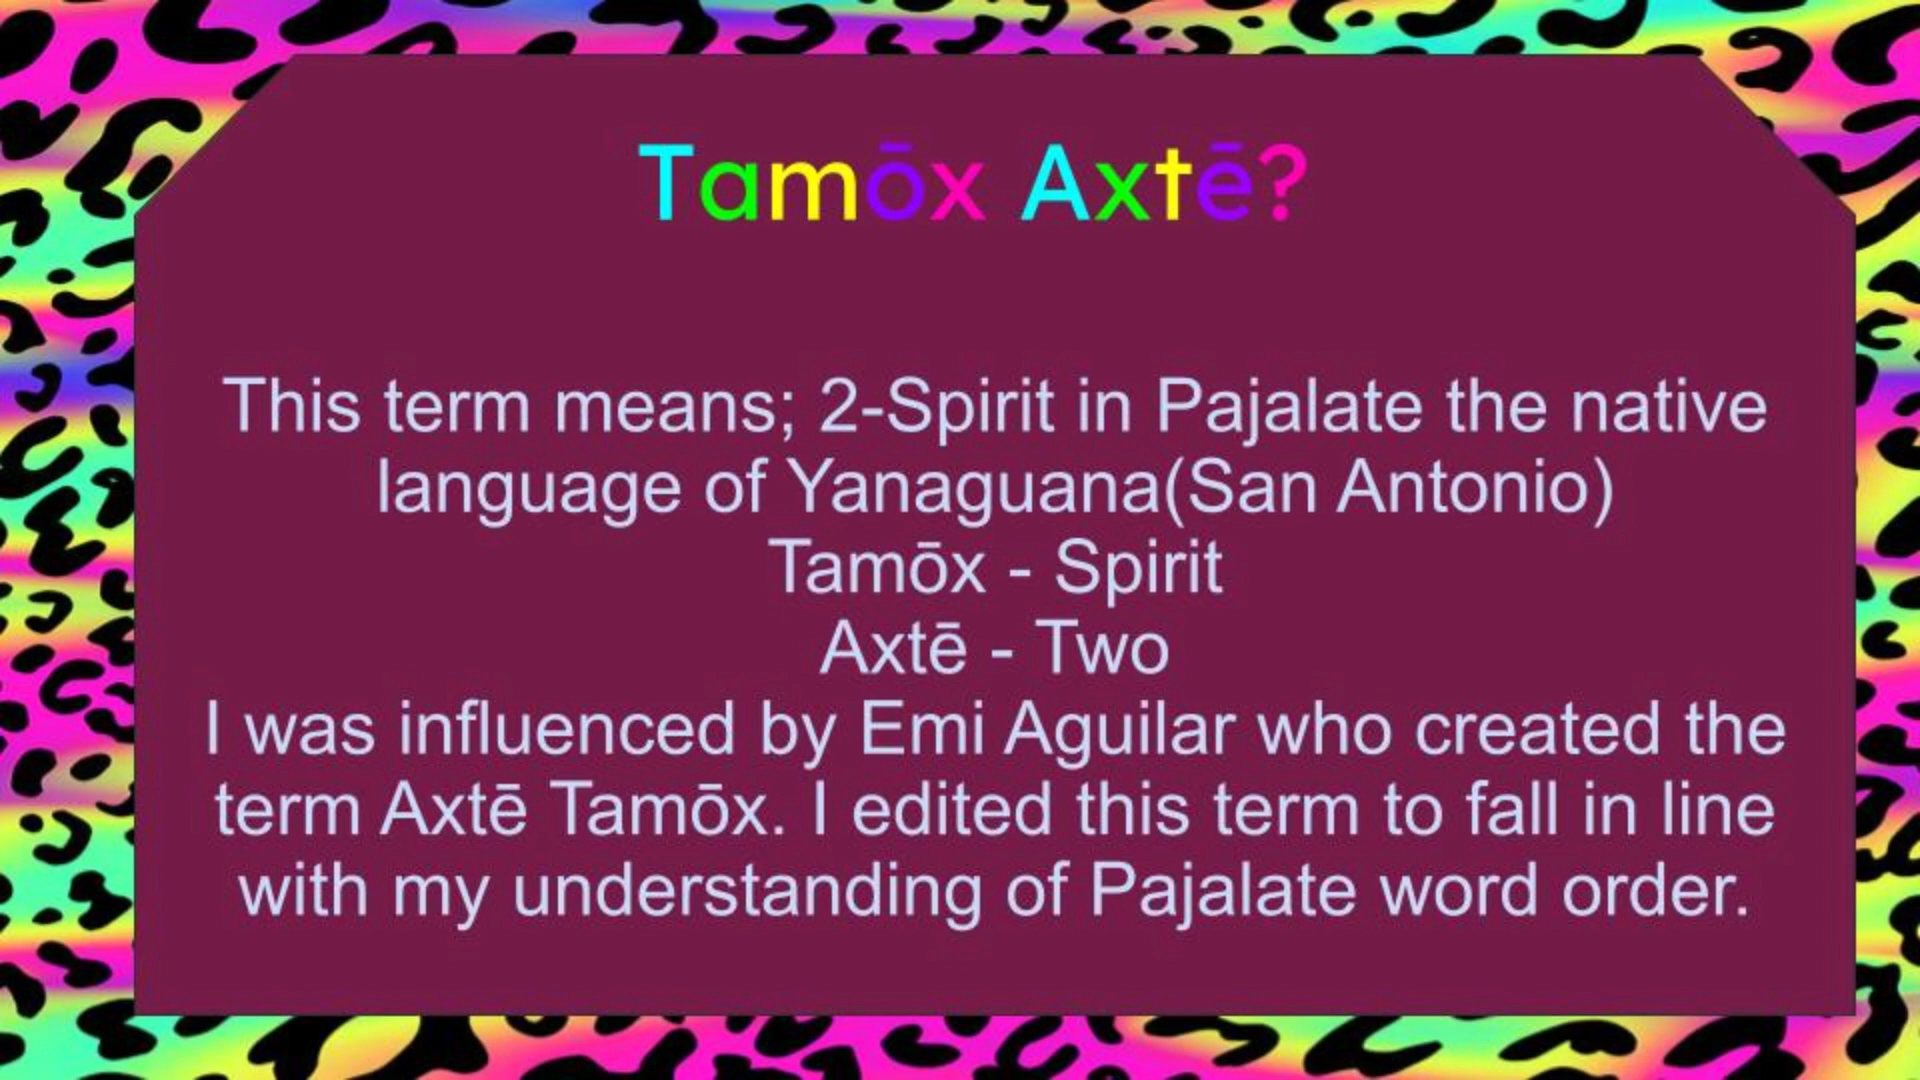 Tamōx Axtē?
This term means; 2-Spirit in Pajalate the native
language of Yanaguana(San Antonio)
Tamōx - Spirit
Axtē - Two
I was influenced by Emi Aguilar who created the
term Axtē Tamōx. I edited this term to fall in line
with my understanding of Pajalate word order.